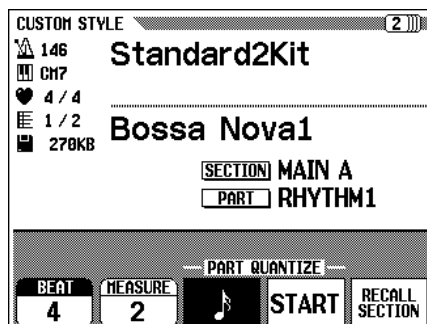 CUSTOM STYLE 2
146
CM7
4 / 4
1 / 2
270KB
Standard2Kit
Bossa Nova1
SECTION MAIN A
PART RHYTHM1
PART QUANTIZE
BEAT
4
MEASURE
2
START
RECALL
SECTION